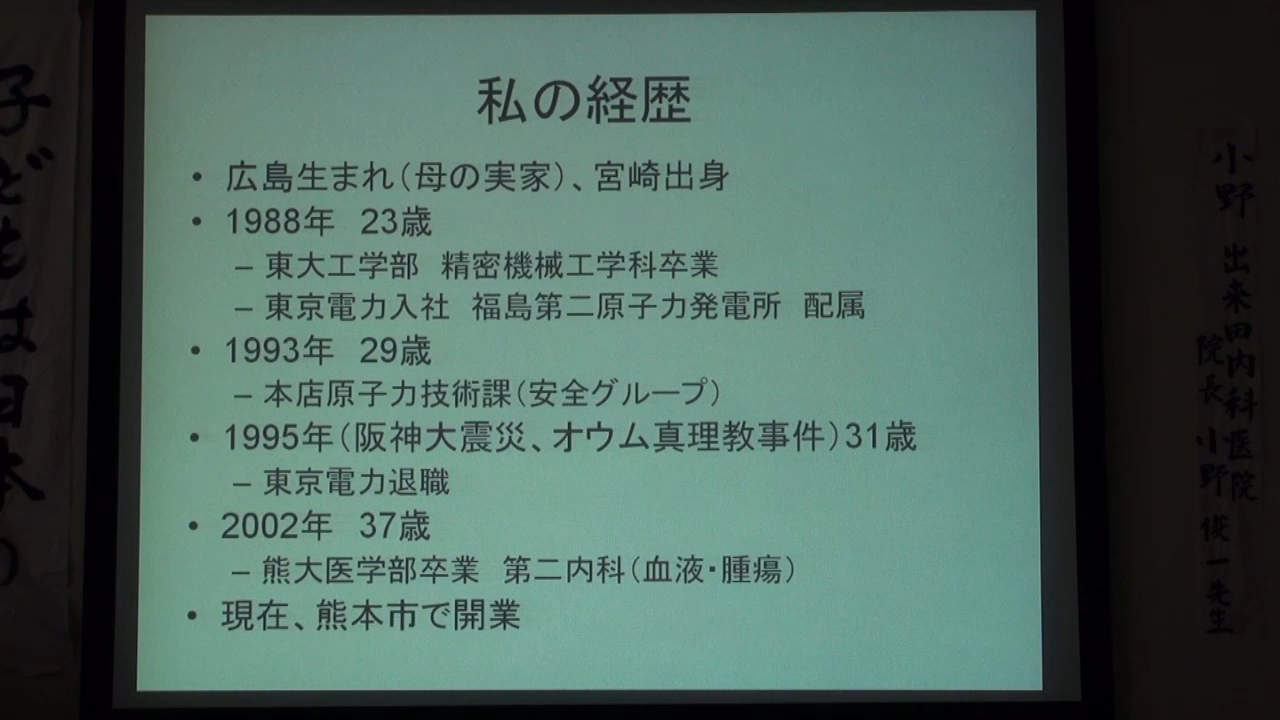 私の経歴
• 広島生まれ（母の実家）、宮崎出身
• 1988年　23歳
– 東大工学部　精密機械工学科卒業
– 東京電力入社　福島第二原子力発電所　配属
• 1993年　29歳
– 本店原子力技術課（安全グループ）
• 1995年（阪神大震災、オウム真理教事件）31歳
– 東京電力退職
• 2002年　37歳
– 熊大医学部卒業　第二内科（血液・腫瘍）
• 現在、熊本市で開業
子どもは日本の
小野 出来田内科医院
院長 小野 俊一先生